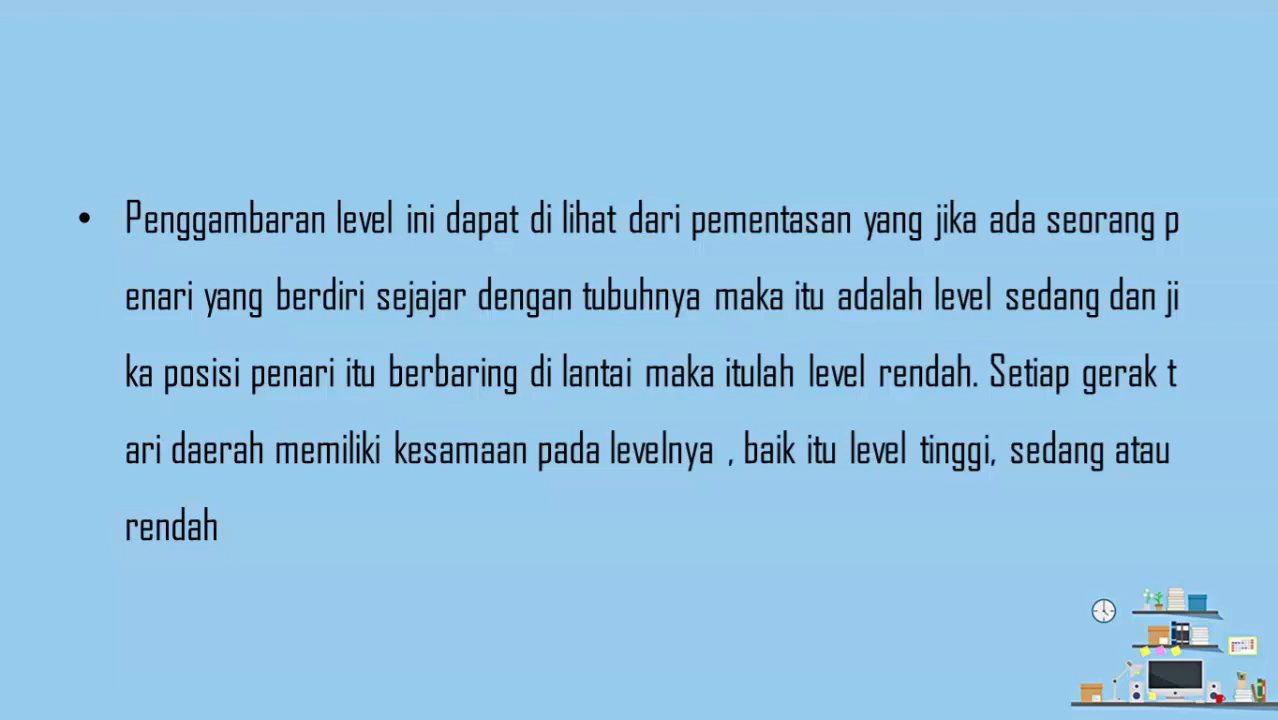 • Penggambaran level ini dapat di lihat dari pementasan yang jika ada seorang p
enari yang berdiri sejajar dengan tubuhnya maka itu adalah level sedang dan ji
ka posisi penari itu berbaring di lantai maka itulah level rendah. Setiap gerak t
ari daerah memiliki kesamaan pada levelnya , baik itu level tinggi, sedang atau
rendah